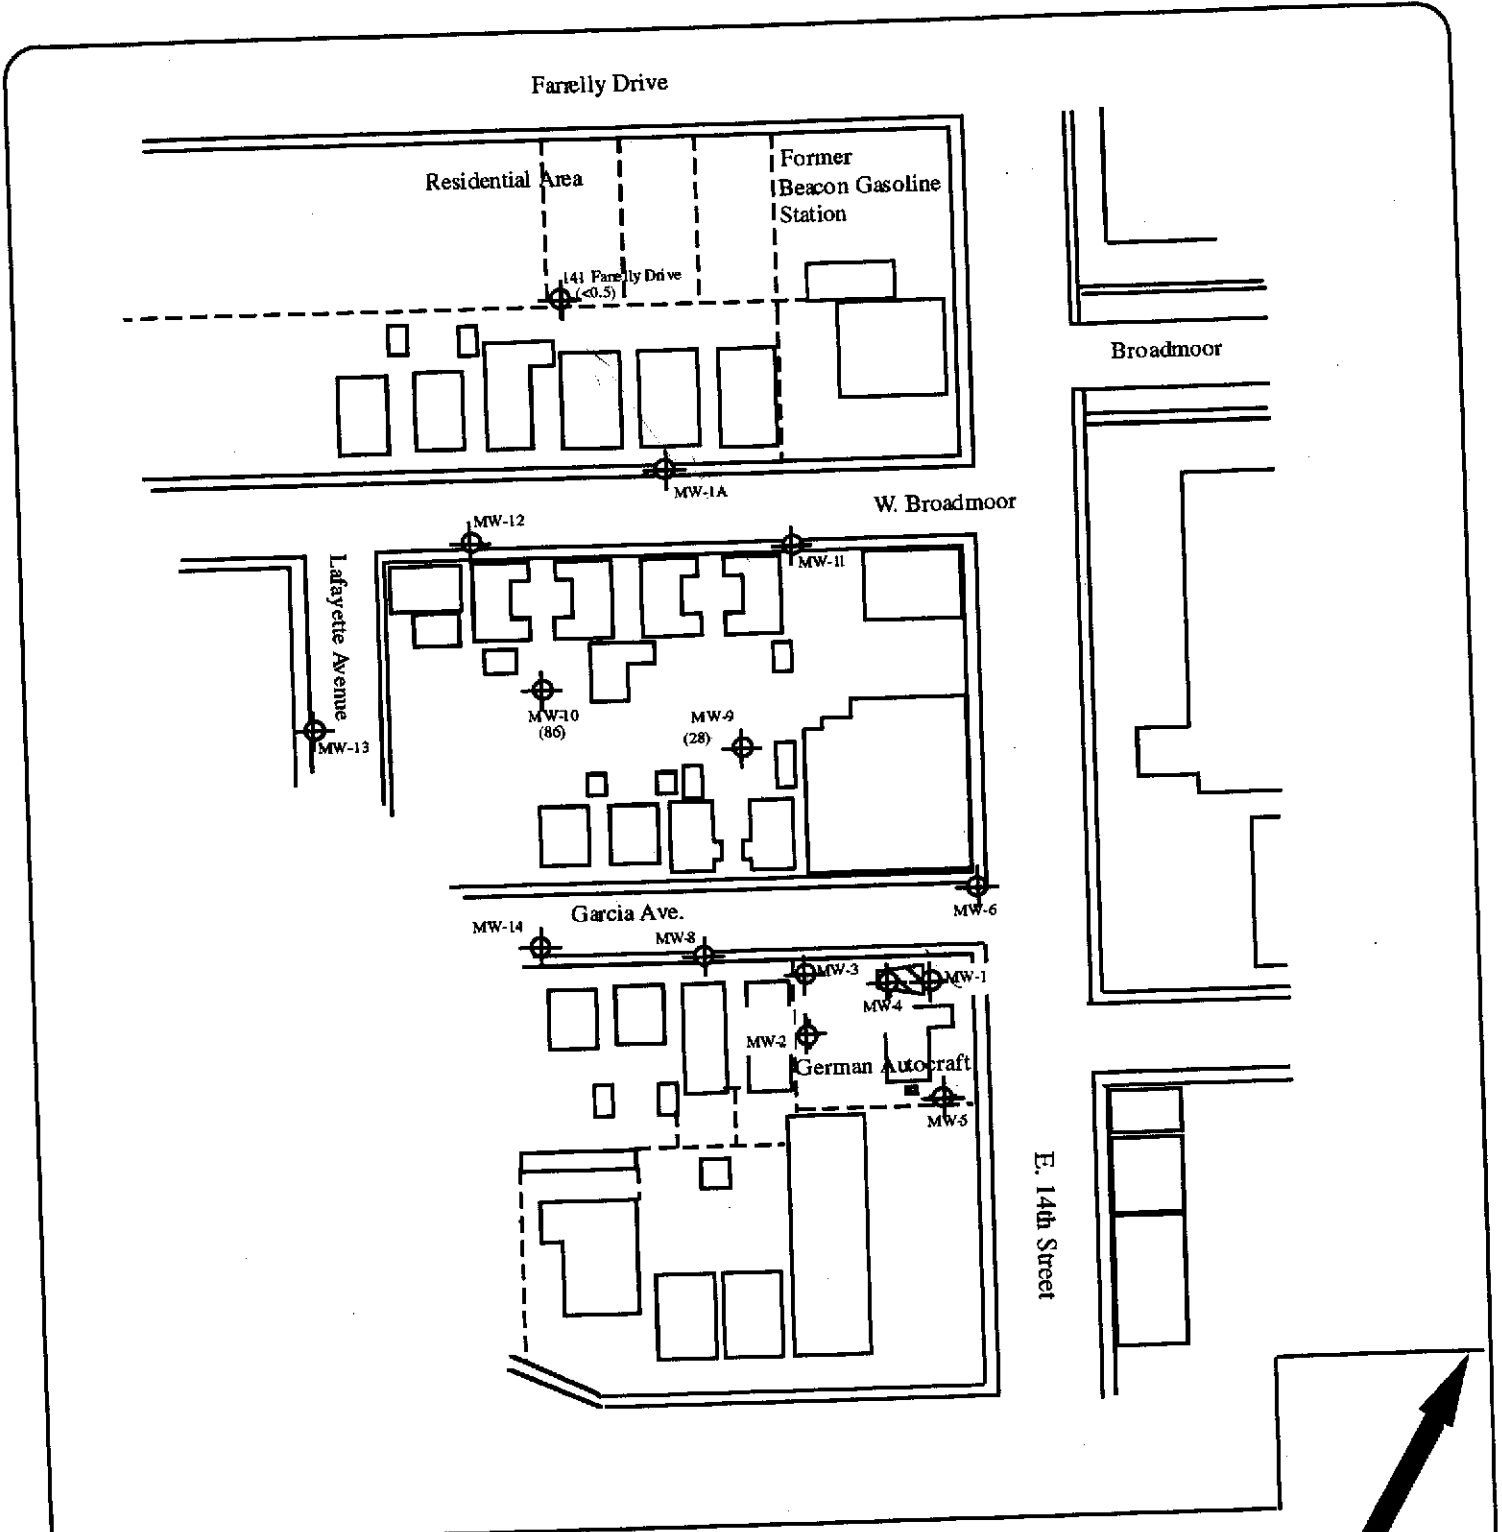 Farrelly Drive
Residential Area
Former
Beacon Gasoline
Station
141 Farrelly Drive
(<0.5)
Broadmoor
MW-1A
W. Broadmoor
MW-12
MW-11
Lafayette Avenue
MW-10
(86)
MW-9
(28)
MW-13
Garcia Ave.
MW-6
MW-14
MW-8
MW-3
MW-1
MW-4
MW-2
German Autocraft
MW-5
E. 14th Street